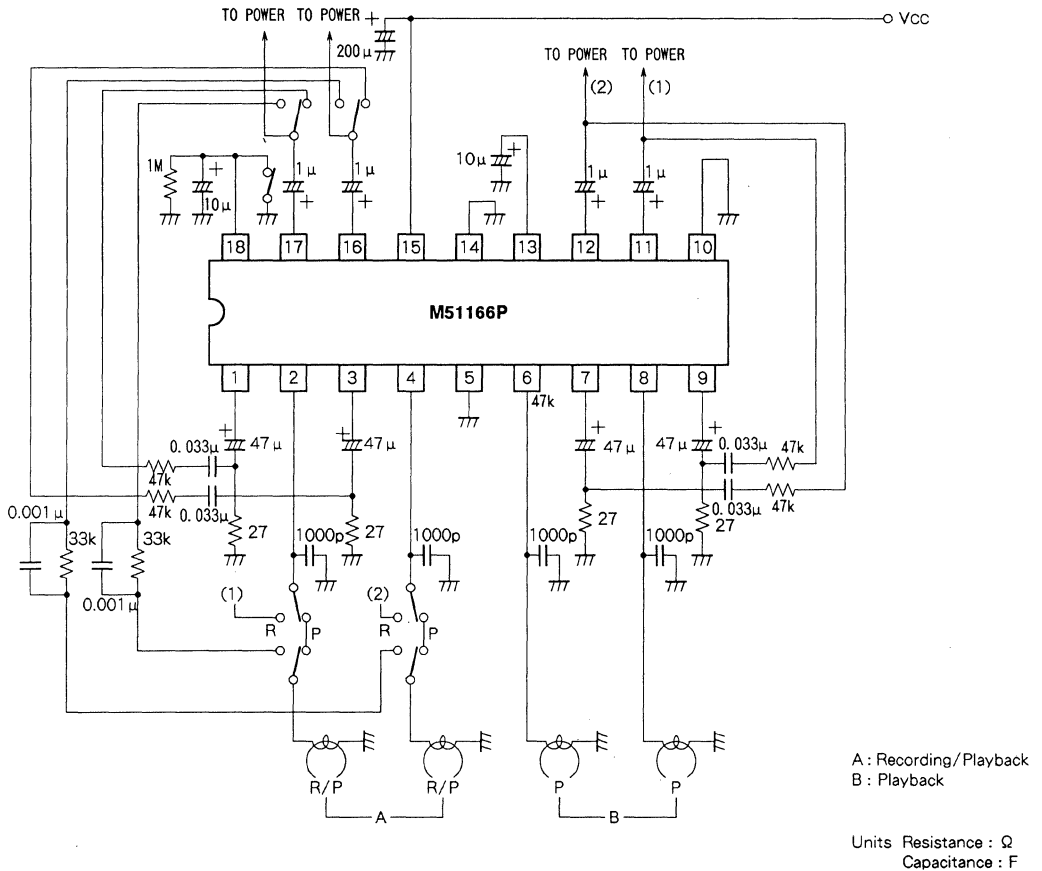 TO POWER TO POWER + 200μ VCC
TO POWER TO POWER
(2) (1)
1M + 10μ 1μ + 1μ + 10μ + 1μ + 1μ +
18 17 16 15 14 13 12 11 10
M51166P
1 2 3 4 5 6 7 8 9
47k
+ 47μ + 47μ + 47μ 47μ +
0.033μ 0.033μ 47k
47k
47k 47k
0.033μ 0.033μ
27 27 27 27
0.001μ 33k 33k 1000p 1000p 1000p 1000p
0.001μ
(1) (2)
R P R P
R/P R/P P P
A B
A : Recording/Playback
B : Playback
Units Resistance : Ω
Capacitance : F